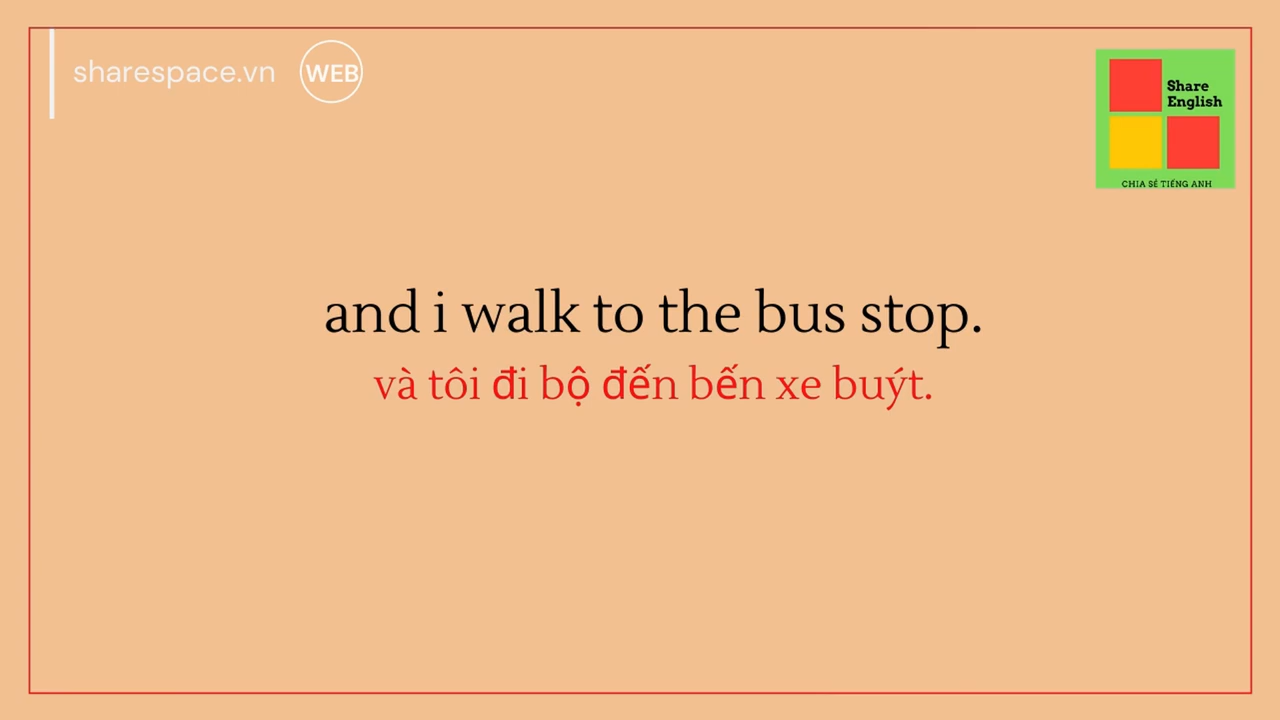 sharespace.vn WEB
Share
English
CHIA SẺ TIẾNG ANH
and i walk to the bus stop.
và tôi đi bộ đến bến xe buýt.